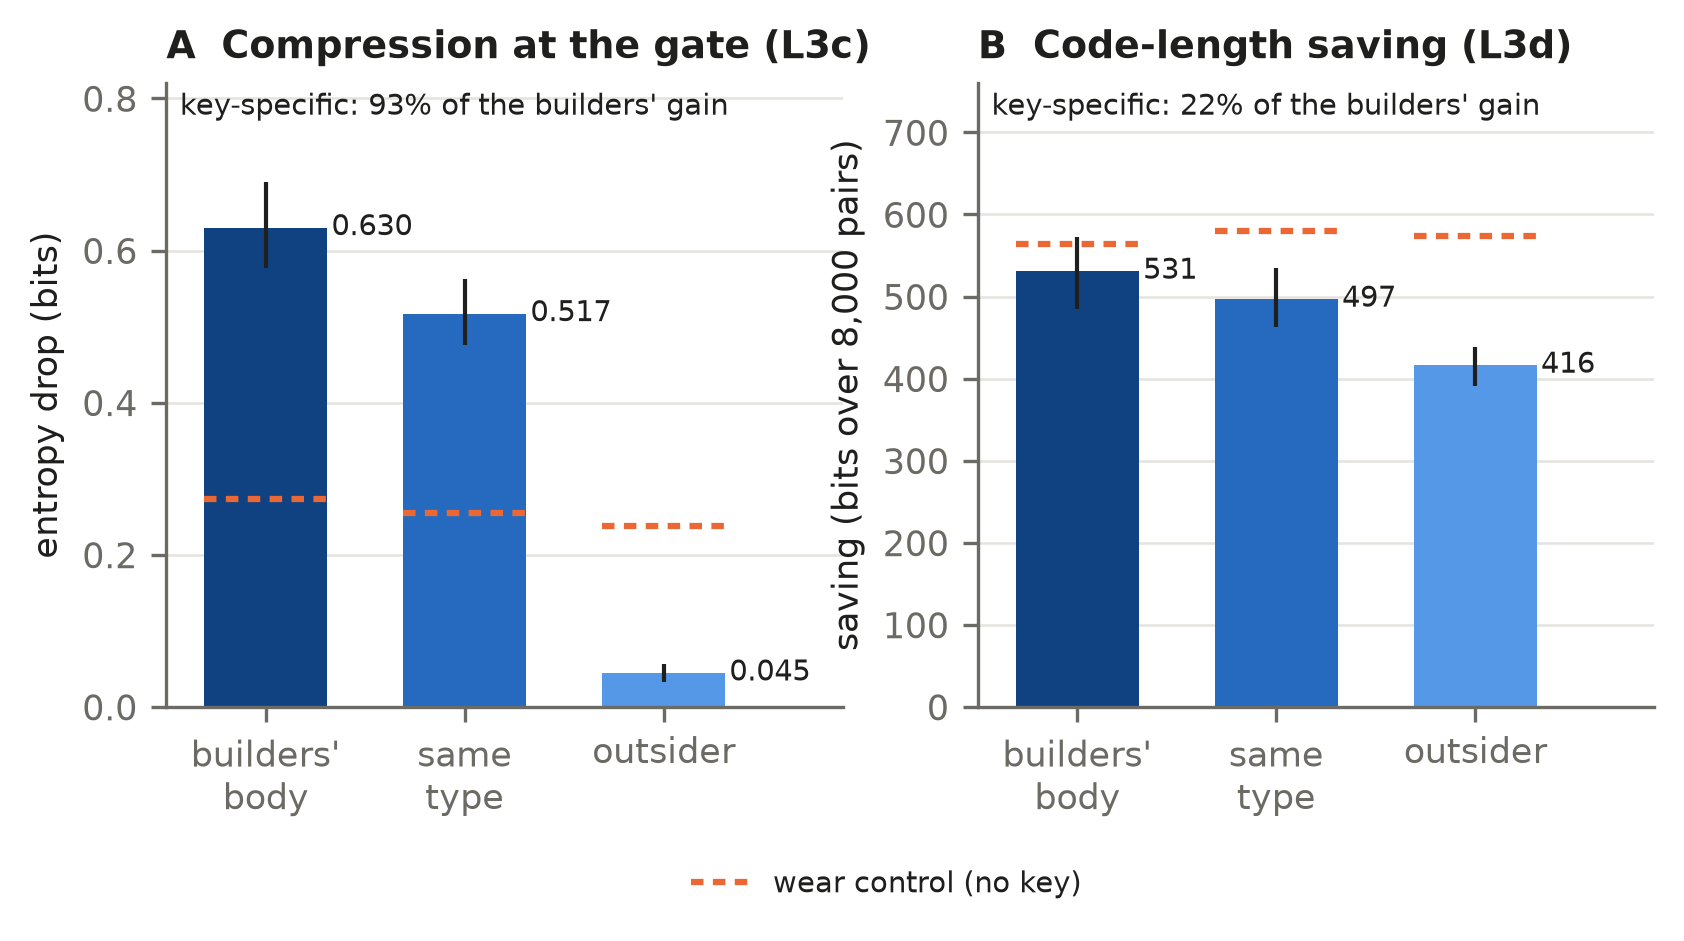 A  Compression at the gate (L3c)
key-specific: 93% of the builders' gain
entropy drop (bits)
0.8
0.6
0.4
0.2
0.0
0.630
0.517
0.045
builders'
body
same
type
outsider
B  Code-length saving (L3d)
key-specific: 22% of the builders' gain
saving (bits over 8,000 pairs)
700
600
500
400
300
200
100
0
531
497
416
builders'
body
same
type
outsider
wear control (no key)